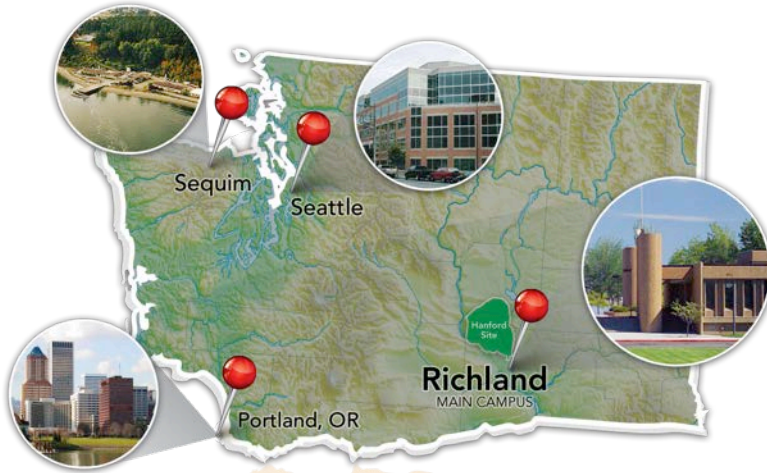 Sequim
Seattle
Hanford
Site
Richland
MAIN CAMPUS
Portland, OR